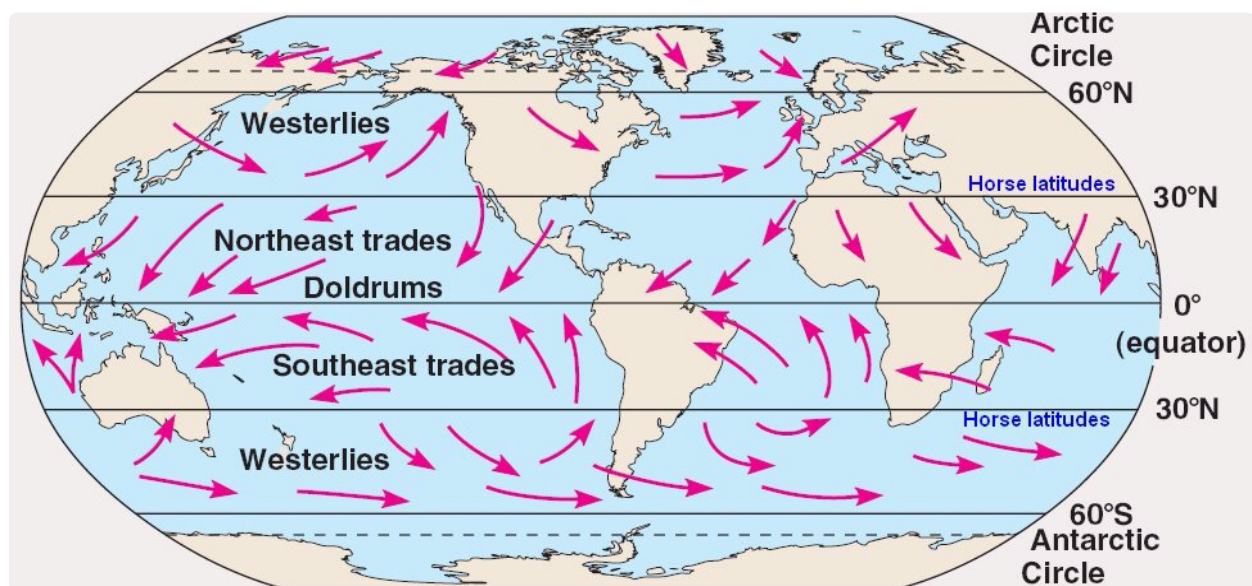 Arctic
Circle
60°N
Westerlies
Horse latitudes
30°N
Northeast trades
Doldrums
0°
(equator)
Southeast trades
30°N
Horse latitudes
Westerlies
60°S
Antarctic
Circle